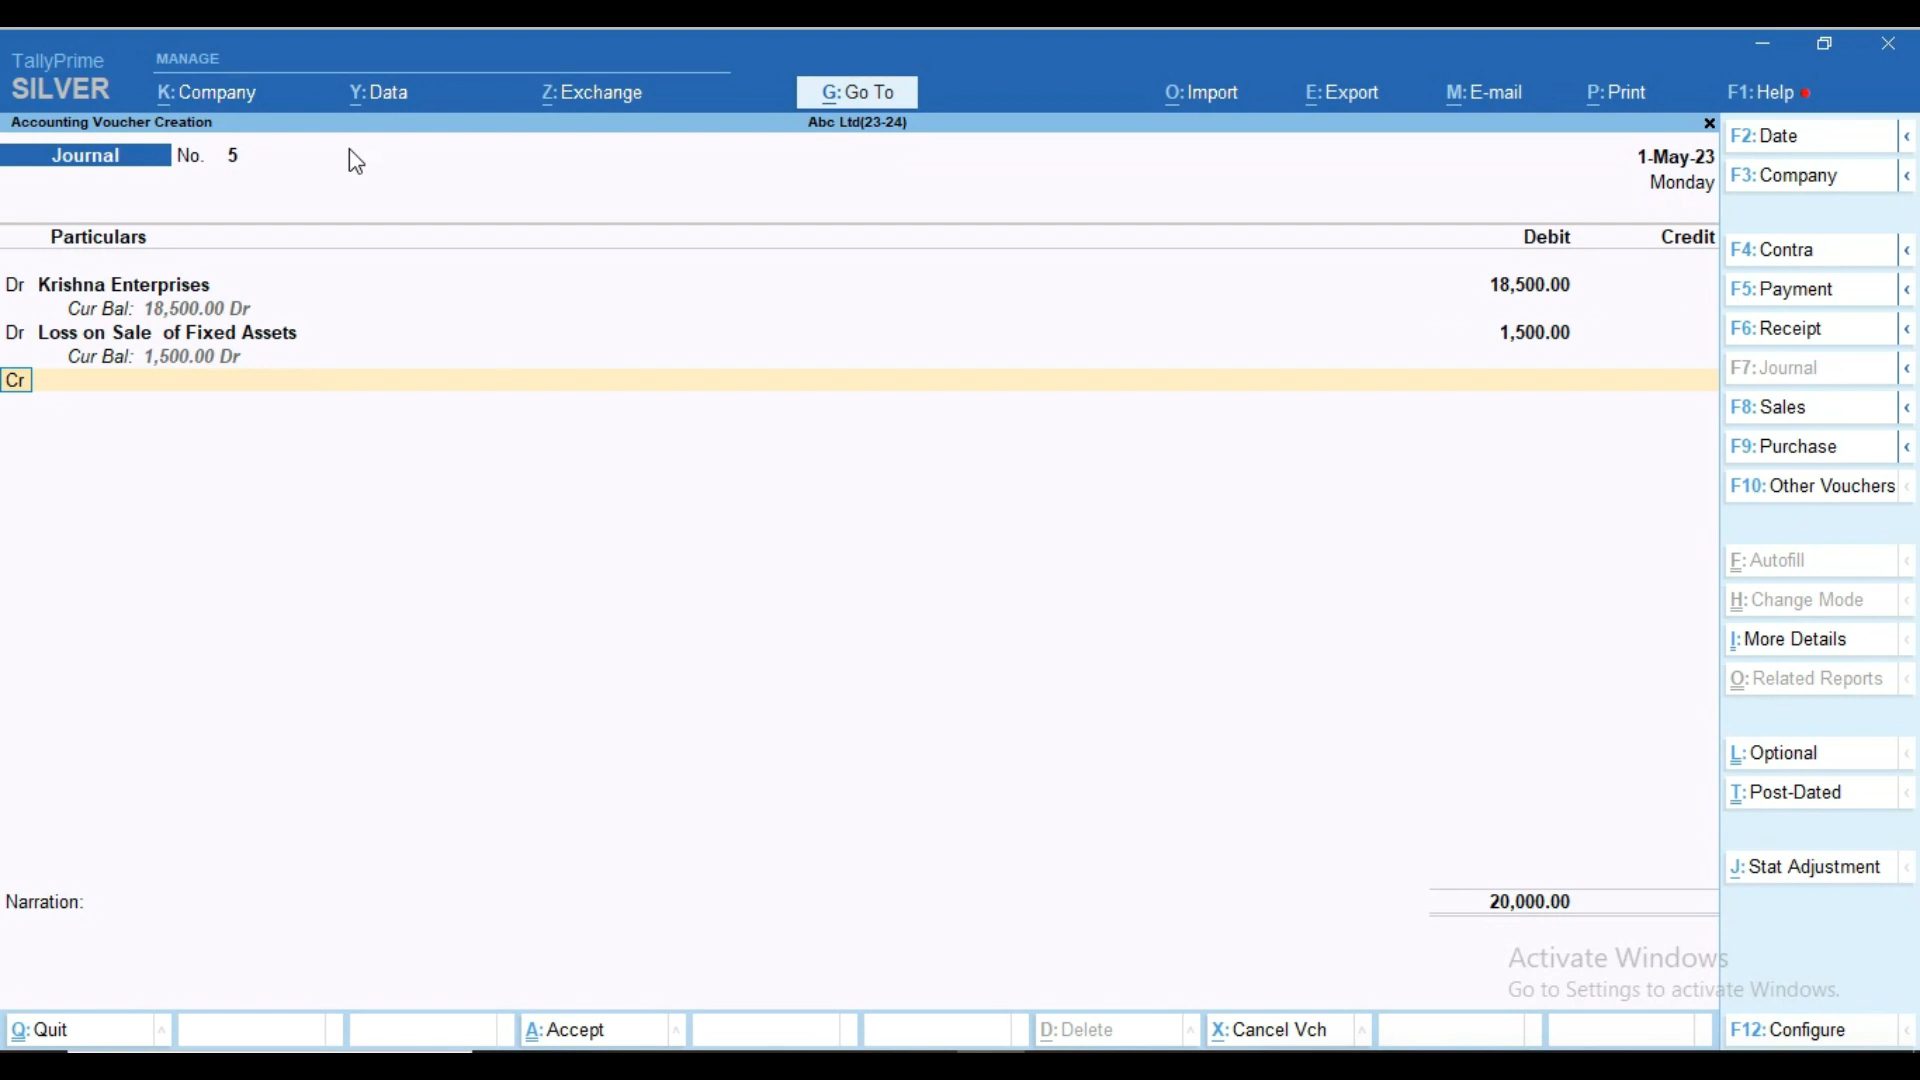 TallyPrime
SILVER
MANAGE
K: Company Y: Data Z: Exchange G: Go To O: Import E: Export M: E-mail P: Print F1: Help
Accounting Voucher Creation Abc Ltd(23-24)
Journal No. 5 1-May-23
Monday
Particulars Debit Credit
Dr Krishna Enterprises 18,500.00
Cur Bal: 18,500.00 Dr
Dr Loss on Sale of Fixed Assets 1,500.00
Cur Bal: 1,500.00 Dr
Cr
Narration: 20,000.00
F2: Date
F3: Company
F4: Contra
F5: Payment
F6: Receipt
F7: Journal
F8: Sales
F9: Purchase
F10: Other Vouchers
F: Autofill
H: Change Mode
I: More Details
O: Related Reports
L: Optional
T: Post-Dated
J: Stat Adjustment
Activate Windows
Go to Settings to activate Windows.
Q: Quit A: Accept D: Delete X: Cancel Vch F12: Configure